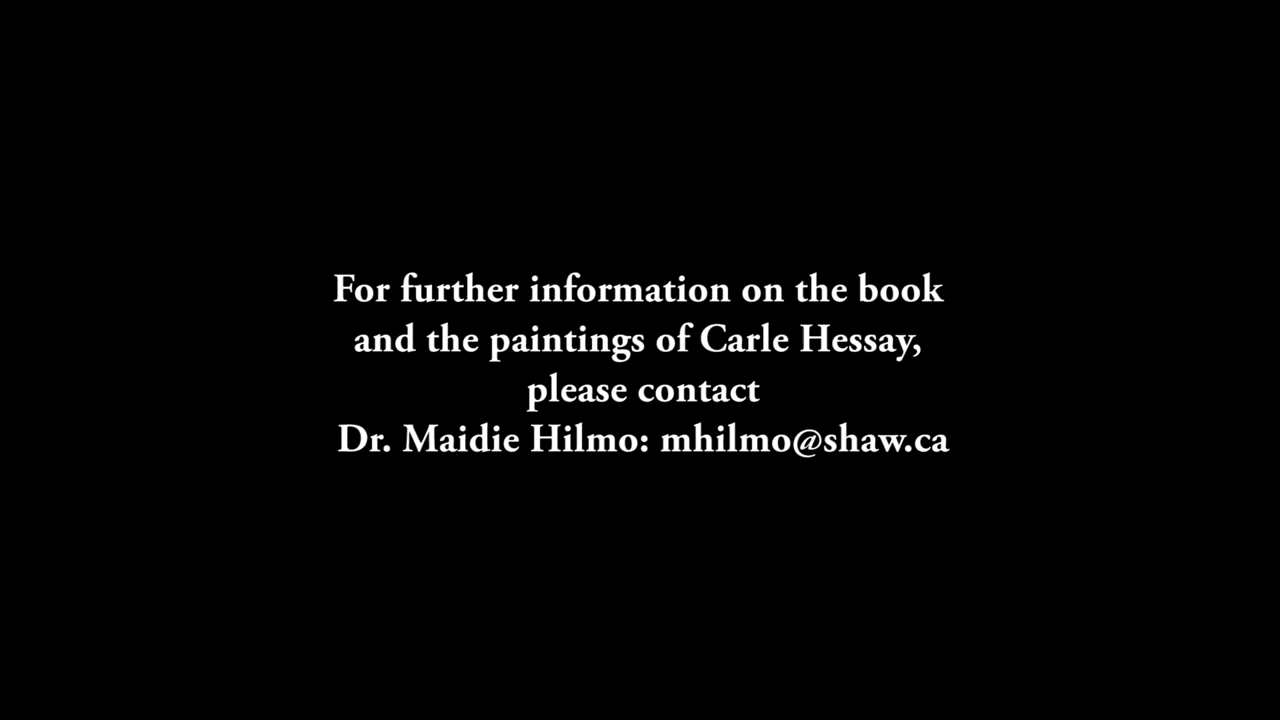 For further information on the book
and the paintings of Carle Hessay,
please contact
Dr. Maidie Hilmo: mhilmo@shaw.ca